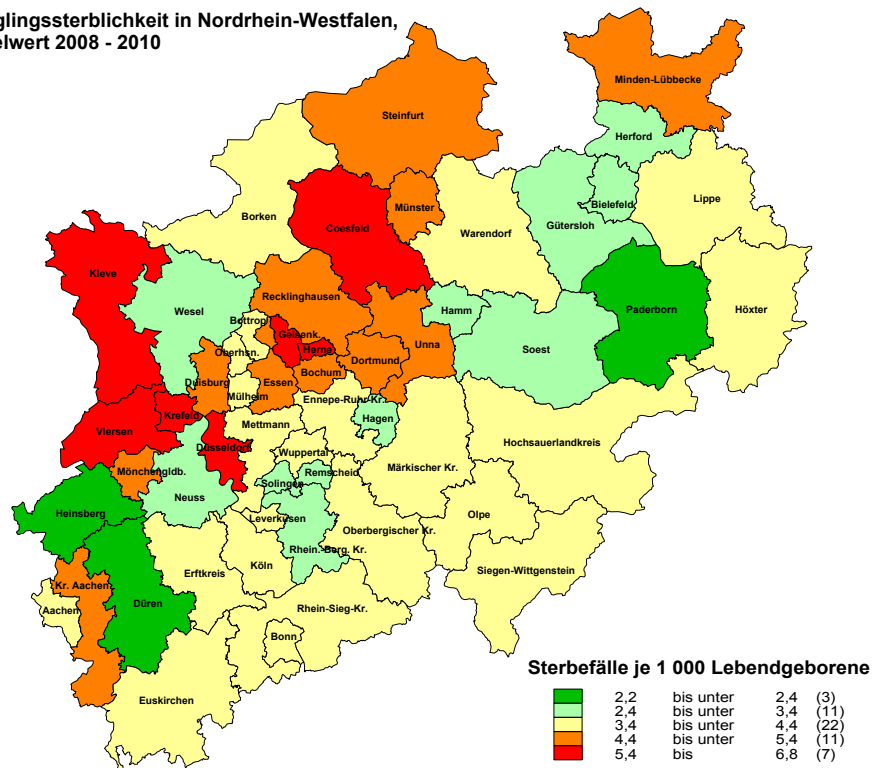 glingssterblichkeit in Nordrhein-Westfalen,
elwert 2008 - 2010
Minden-Lübbecke
Steinfurt
Herford
Lippe
Bielefeld
Münster
Gütersloh
Borken
Coesfeld
Warendorf
Kleve
Recklinghausen
Wesel
Hamm
Paderborn
Höxter
Bottrop
Gelsenk.
Herne
Unna
Soest
Oberhsn.
Dortmund
Bochum
Duisburg
Essen
Mülheim
Ennepe-Ruhr-Kr.
Krefeld
Hagen
Mettmann
Viersen
Düsseldorf
Hochsauerlandkreis
Wuppertal
Märkischer Kr.
Mönchengldb.
Remscheid
Solingen
Neuss
Heinsberg
Leverkusen
Olpe
Oberbergischer Kr.
Rhein.-Berg. Kr.
Köln
Siegen-Wittgenstein
Erftkreis
Kr. Aachen
Düren
Aachen
Rhein-Sieg-Kr.
Bonn
Euskirchen
Sterbefälle je 1 000 Lebendgeborene
2,2 bis unter 2,4 (3)
2,4 bis unter 3,4 (11)
3,4 bis unter 4,4 (22)
4,4 bis unter 5,4 (11)
5,4 bis 6,8 (7)